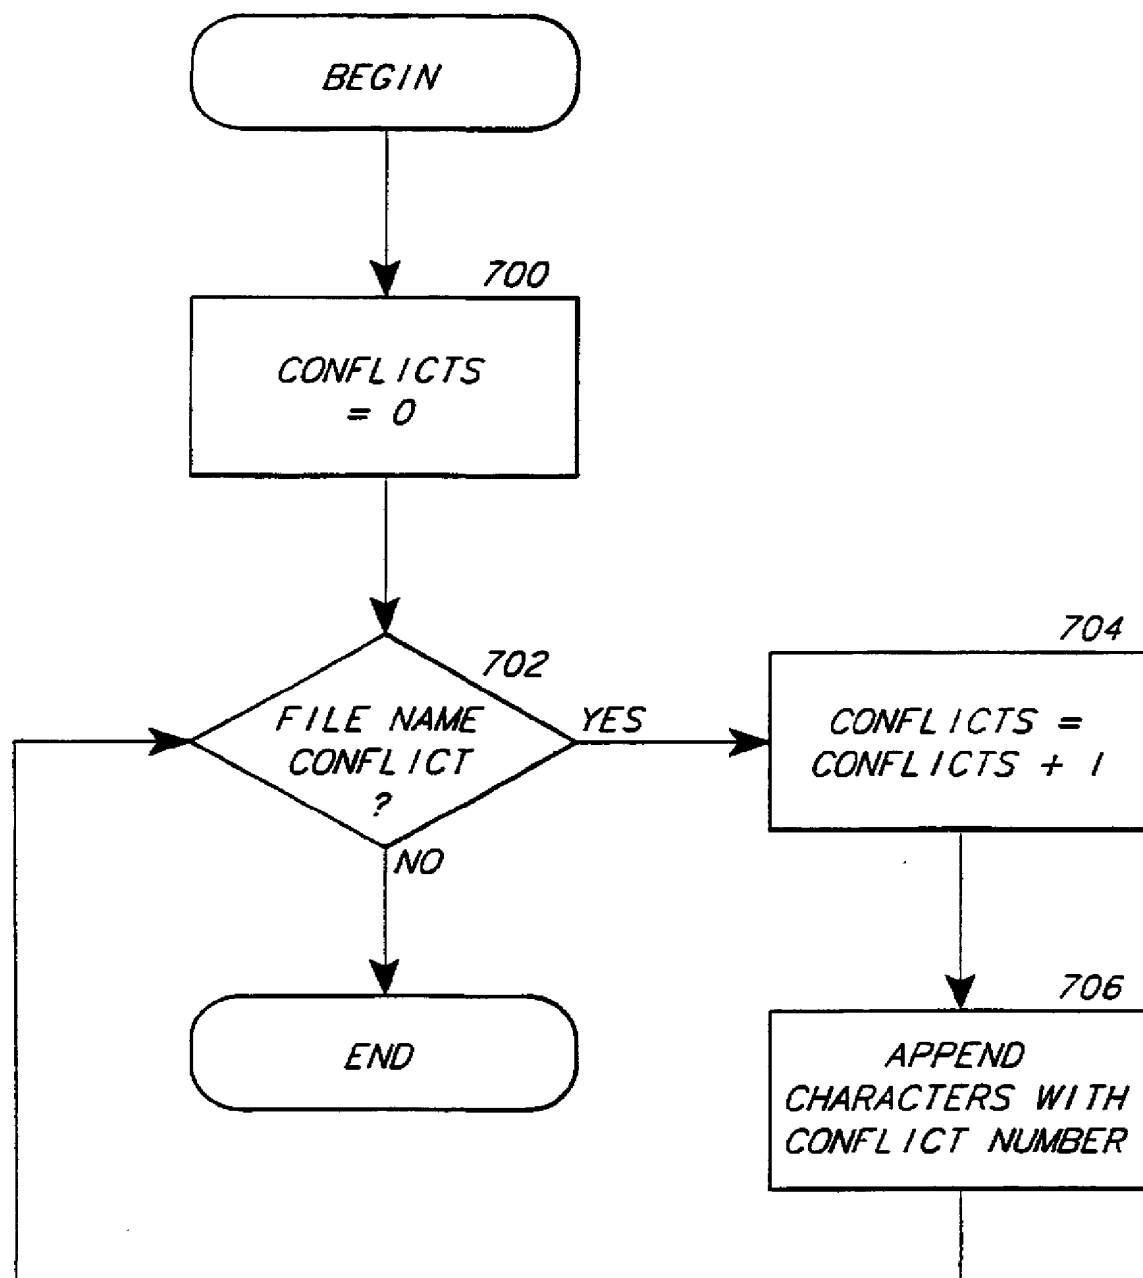 BEGIN
700
CONFLICTS
= 0
702
FILE NAME
CONFLICT
?
YES
NO
704
CONFLICTS =
CONFLICTS + 1
706
APPEND
CHARACTERS WITH
CONFLICT NUMBER
END